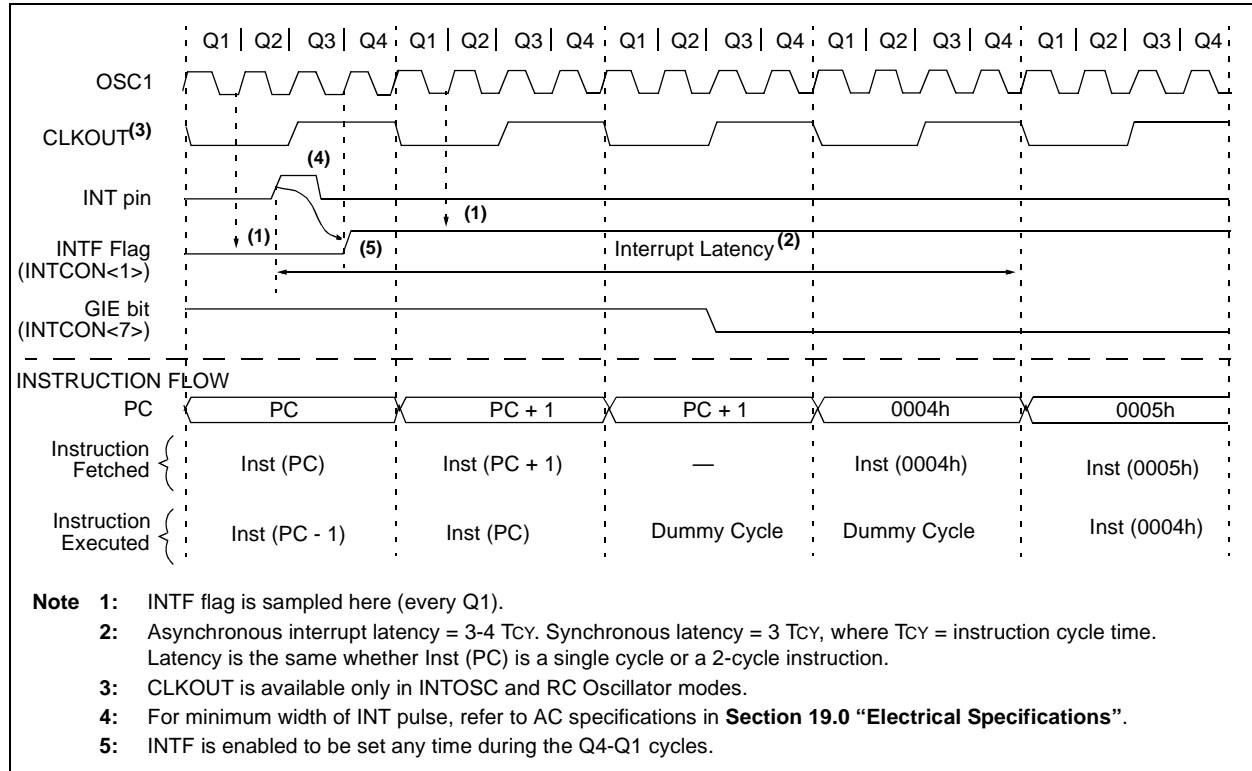 Q1 | Q2 | Q3 | Q4 Q1 | Q2 | Q3 | Q4 Q1 | Q2 | Q3 | Q4 Q1 | Q2 | Q3 | Q4 Q1 | Q2 | Q3 | Q4
OSC1
CLKOUT(3)
(4)
INT pin
(1)
(1)
(5)
INTF Flag
(INTCON<1>)
Interrupt Latency(2)
GIE bit
(INTCON<7>)
INSTRUCTION FLOW
PC PC PC + 1 PC + 1 0004h 0005h
Instruction
Fetched
Inst (PC) Inst (PC + 1) — Inst (0004h) Inst (0005h)
Instruction
Executed
Inst (PC - 1) Inst (PC) Dummy Cycle Dummy Cycle Inst (0004h)
Note 1: INTF flag is sampled here (every Q1).
2: Asynchronous interrupt latency = 3-4 TCY. Synchronous latency = 3 TCY, where TCY = instruction cycle time.
Latency is the same whether Inst (PC) is a single cycle or a 2-cycle instruction.
3: CLKOUT is available only in INTOSC and RC Oscillator modes.
4: For minimum width of INT pulse, refer to AC specifications in Section 19.0 “Electrical Specifications”.
5: INTF is enabled to be set any time during the Q4-Q1 cycles.